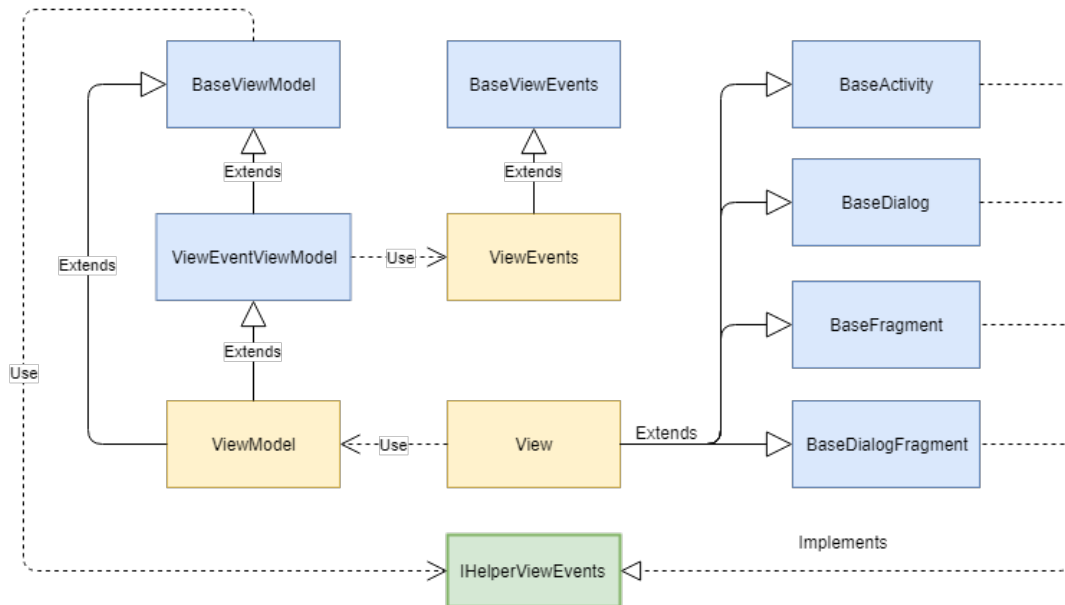 BaseViewModel
BaseViewEvents
BaseActivity
Extends
Extends
BaseDialog
ViewEventViewModel
Use
ViewEvents
Extends
BaseFragment
Extends
Use
ViewModel
Use
View
Extends
BaseDialogFragment
Implements
IHelperViewEvents